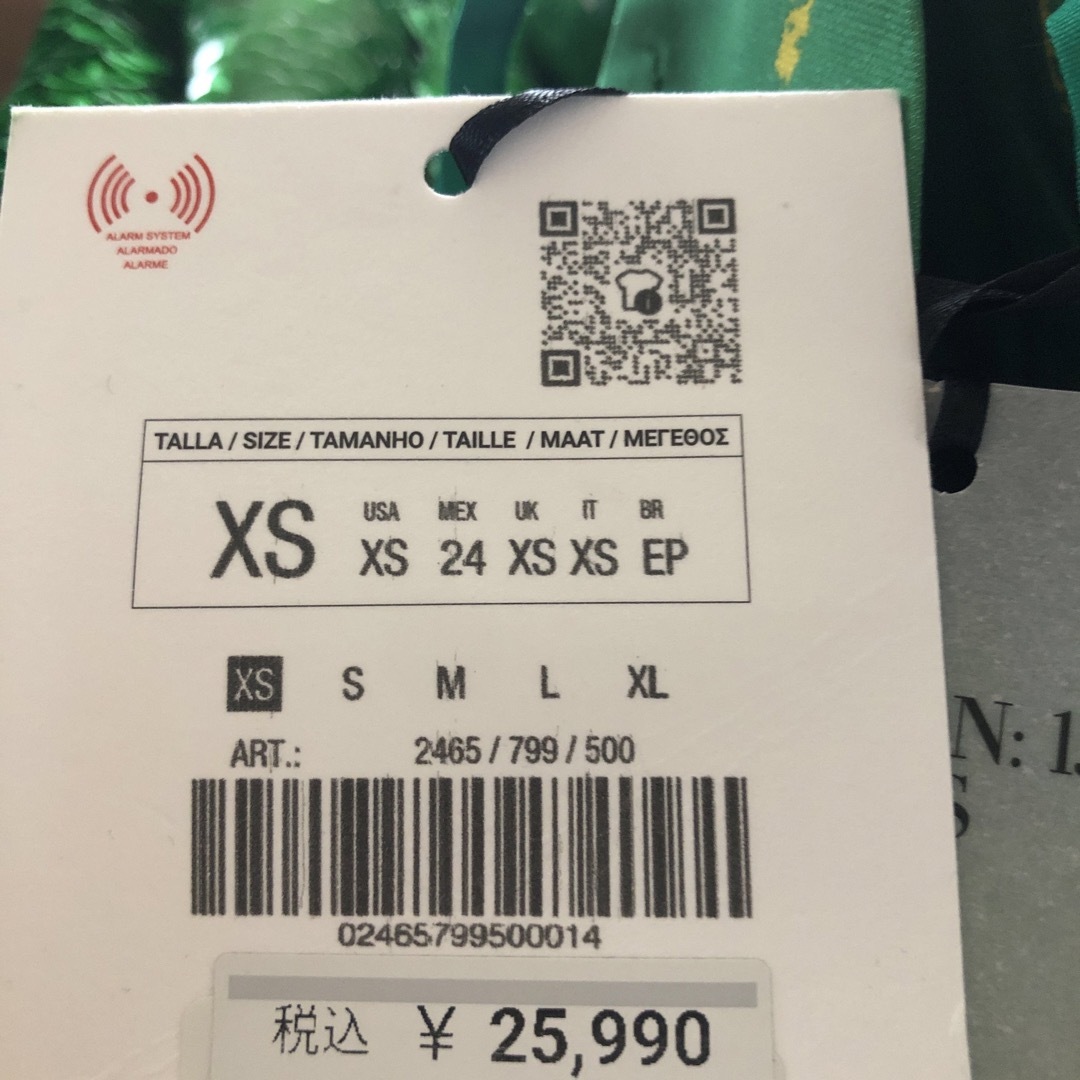 ALARM SYSTEM
ALARMADO
ALARME
TALLA / SIZE / TAMANHO / TAILLE / MAAT / ΜΕΓΕΘΟΣ
XS
USA MEX UK IT BR
XS 24 XS XS EP
XS S M L XL
ART.: 2465 / 799 / 500
02465799500014
税込 ¥ 25,990
N: 1
S